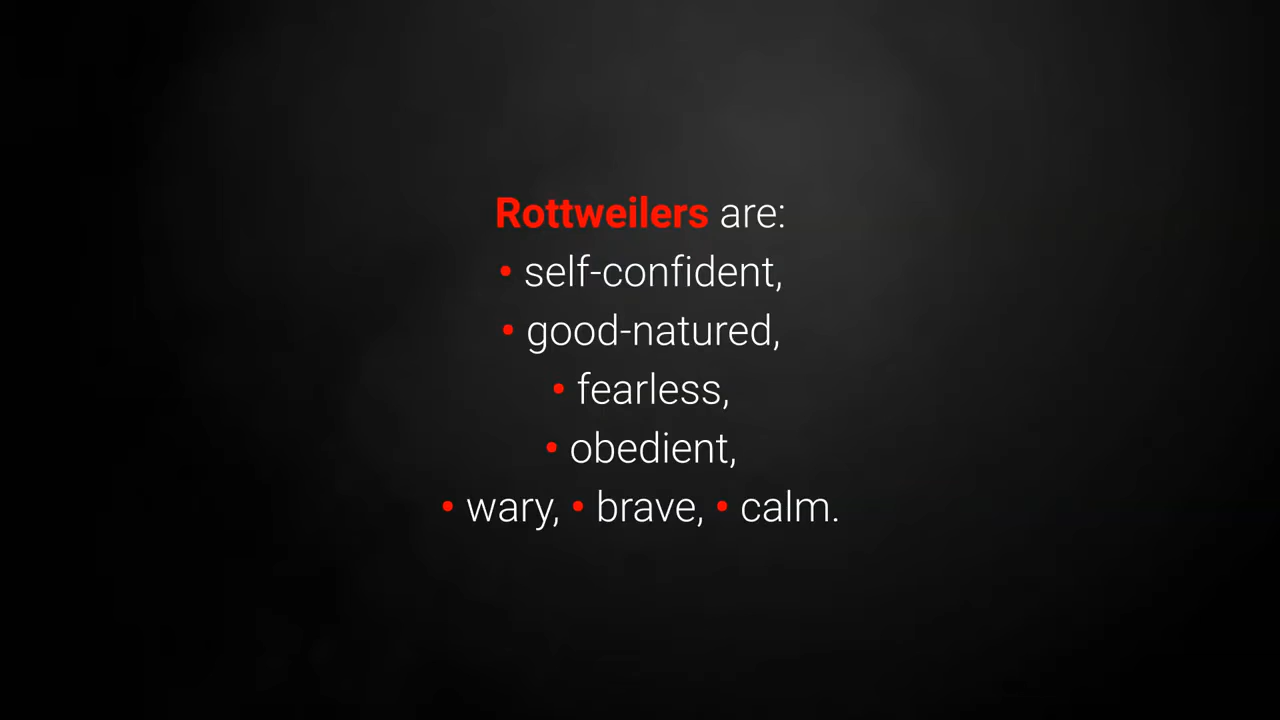 Rottweilers are:
• self-confident,
• good-natured,
• fearless,
• obedient,
• wary, • brave, • calm.